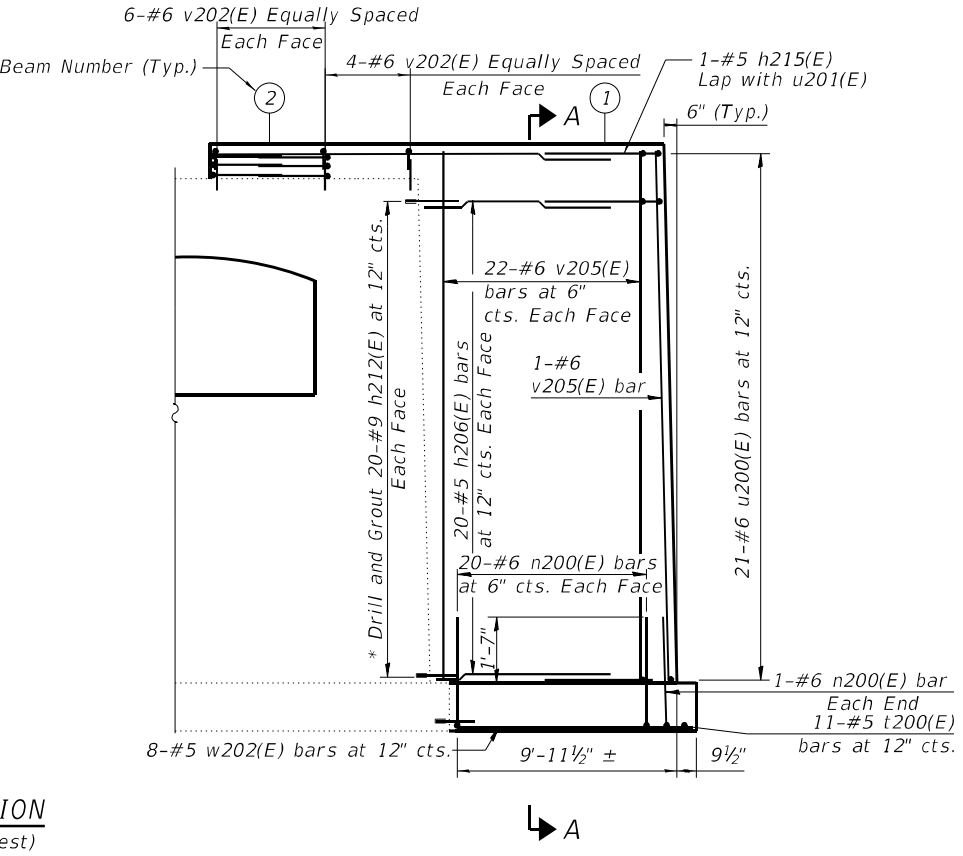 6-#6 v202(E) Equally Spaced
Each Face
Beam Number (Typ.)
2
4-#6 v202(E) Equally Spaced
Each Face
1
A
1-#5 h215(E)
Lap with u201(E)
6" (Typ.)
* Drill and Grout 20-#9 h212(E) at 12" cts.
Each Face
20-#5 h206(E) bars
at 12" cts. Each Face
22-#6 v205(E)
bars at 6"
cts. Each Face
1-#6
v205(E) bar
21-#6 u200(E) bars at 12" cts.
20-#6 n200(E) bars
at 6" cts. Each Face
1'-7"
1-#6 n200(E) bar
Each End
11-#5 t200(E)
bars at 12" cts.
8-#5 w202(E) bars at 12" cts.
9'-11½" ±
9½"
ION
est)
A